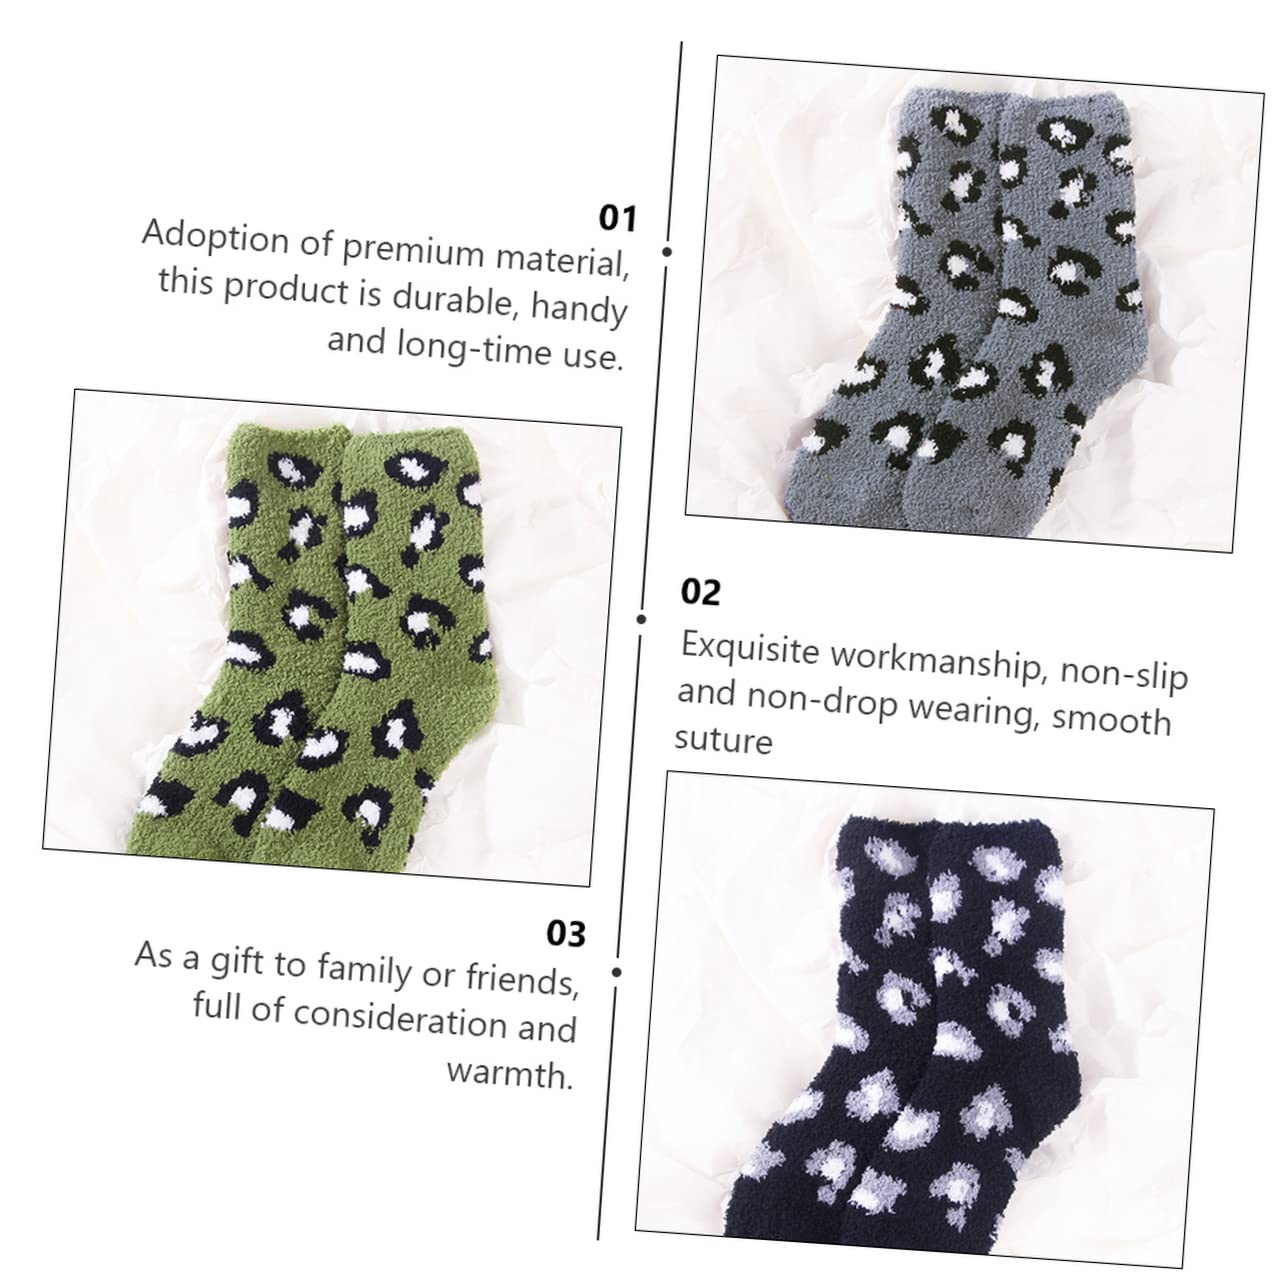 01
Adoption of premium material,
this product is durable, handy
and long-time use.
02
Exquisite workmanship, non-slip
and non-drop wearing, smooth
suture
03
As a gift to family or friends,
full of consideration and
warmth.